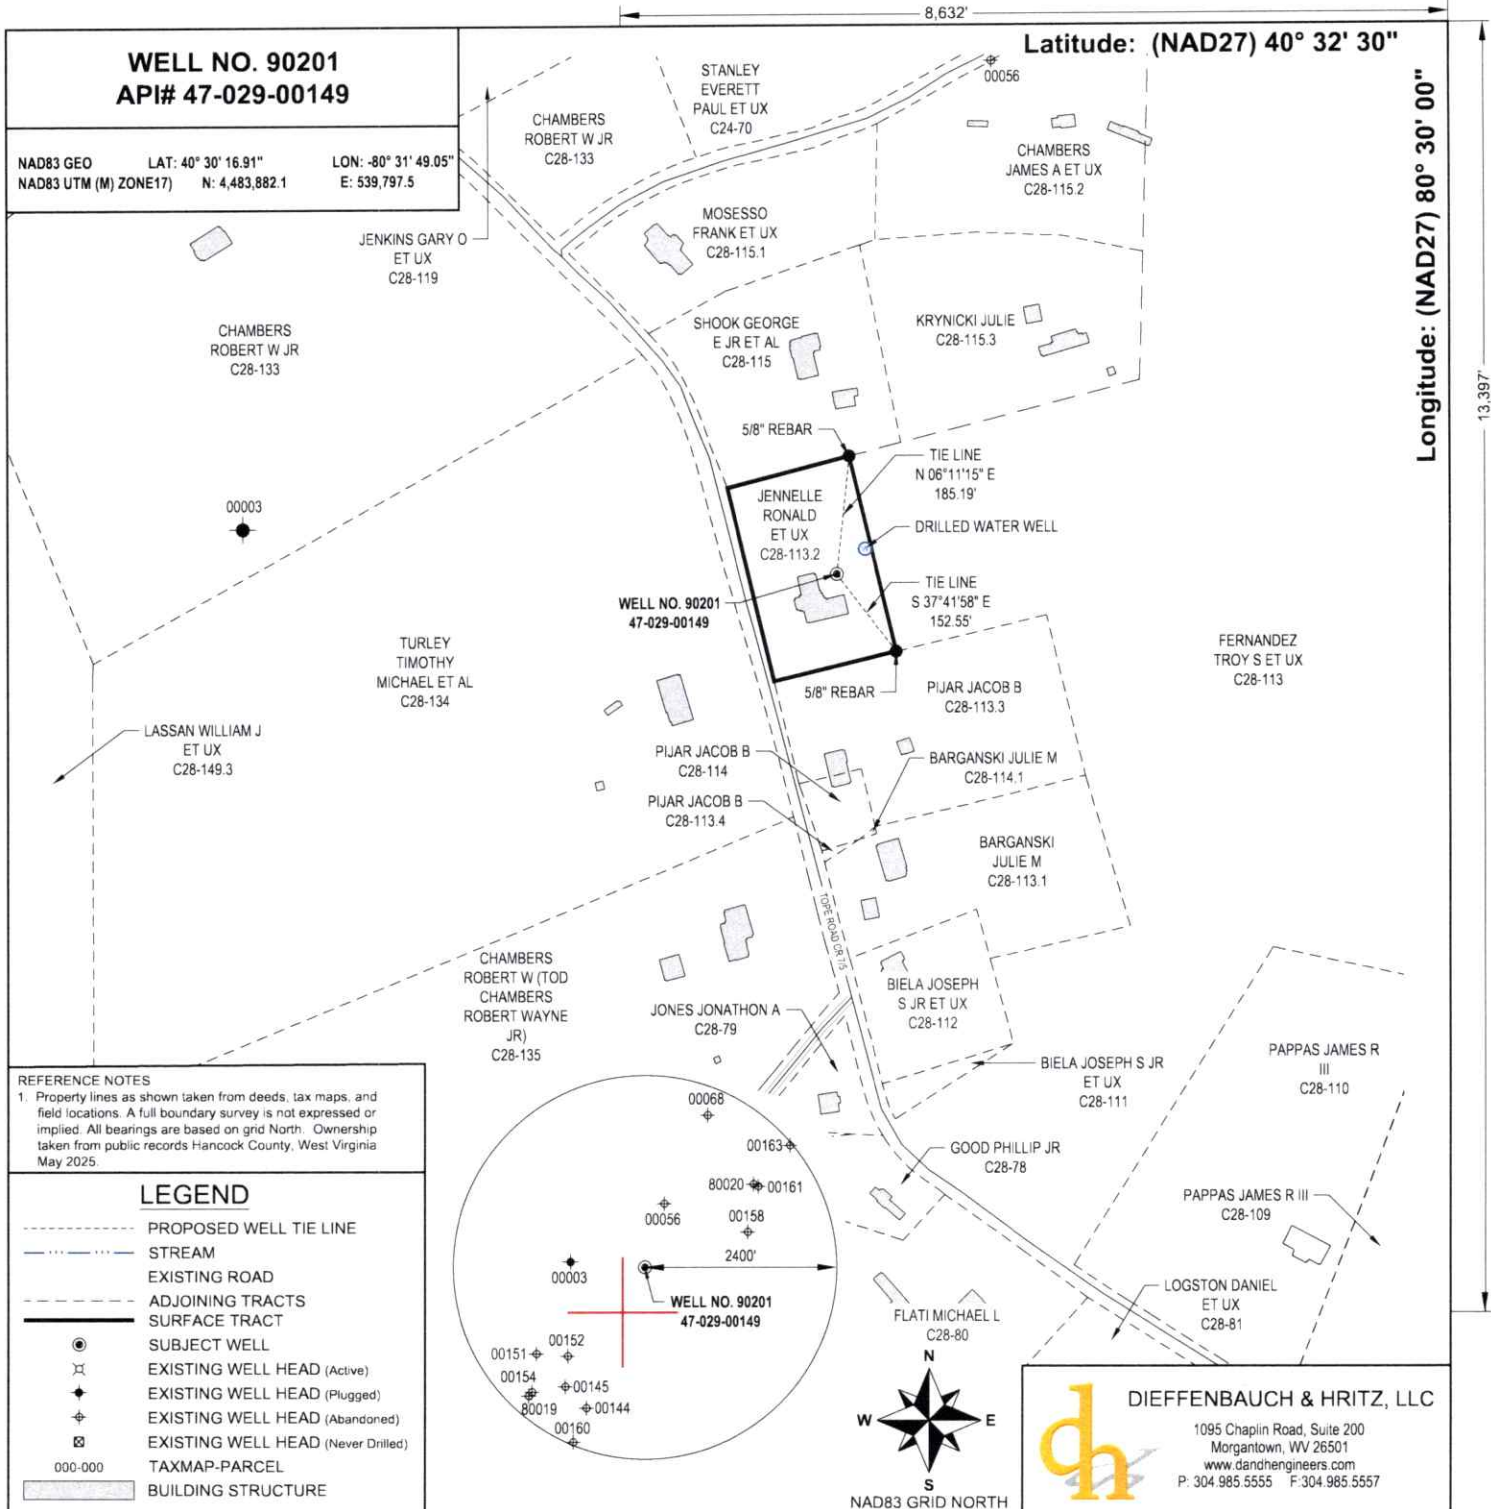 8,632'
WELL NO. 90201
API# 47-029-00149
NAD83 GEO LAT: 40° 30' 16.91" LON: -80° 31' 49.05"
NAD83 UTM (M) ZONE17) N: 4,483,882.1 E: 539,797.5
Latitude: (NAD27) 40° 32' 30"
Longitude: (NAD27) 80° 30' 00"
13,397'
00056
STANLEY
EVERETT
PAUL ET UX
C24-70
CHAMBERS
ROBERT W JR
C28-133
CHAMBERS
JAMES A ET UX
C28-115.2
MOSESSO
FRANK ET UX
C28-115.1
JENKINS GARY O
ET UX
C28-119
CHAMBERS
ROBERT W JR
C28-133
SHOOK GEORGE
E JR ET AL
C28-115
KRYNICKI JULIE
C28-115.3
5/8" REBAR
TIE LINE
N 06°11'15" E
185.19'
00003
JENNELLE
RONALD
ET UX
C28-113.2
DRILLED WATER WELL
WELL NO. 90201
47-029-00149
TIE LINE
S 37°41'58" E
152.55'
TURLEY
TIMOTHY
MICHAEL ET AL
C28-134
FERNANDEZ
TROY S ET UX
C28-113
5/8" REBAR
PIJAR JACOB B
C28-113.3
LASSAN WILLIAM J
ET UX
C28-149.3
PIJAR JACOB B
C28-114
BARGANSKI JULIE M
C28-114.1
PIJAR JACOB B
C28-113.4
BARGANSKI
JULIE M
C28-113.1
TOPE ROAD CR 7/5
CHAMBERS
ROBERT W (TOD
CHAMBERS
ROBERT WAYNE
JR)
C28-135
BIELA JOSEPH
S JR ET UX
C28-112
JONES JONATHON A
C28-79
BIELA JOSEPH S JR
ET UX
C28-111
PAPPAS JAMES R
III
C28-110
GOOD PHILLIP JR
C28-78
PAPPAS JAMES R III
C28-109
LOGSTON DANIEL
ET UX
C28-81
FLATI MICHAEL L
C28-80
REFERENCE NOTES
1. Property lines as shown taken from deeds, tax maps, and
field locations. A full boundary survey is not expressed or
implied. All bearings are based on grid North. Ownership
taken from public records Hancock County, West Virginia
May 2025.
LEGEND
PROPOSED WELL TIE LINE
STREAM
EXISTING ROAD
ADJOINING TRACTS
SURFACE TRACT
SUBJECT WELL
EXISTING WELL HEAD (Active)
EXISTING WELL HEAD (Plugged)
EXISTING WELL HEAD (Abandoned)
EXISTING WELL HEAD (Never Drilled)
000-000 TAXMAP-PARCEL
BUILDING STRUCTURE
00068
00163
80020 00161
00056
00158
2400'
00003
WELL NO. 90201
47-029-00149
00152
00151
00154
00145
80019
00144
00160
N
W E
S
NAD83 GRID NORTH
dh
DIEFFENBAUCH & HRITZ, LLC
1095 Chaplin Road, Suite 200
Morgantown, WV 26501
www.dandhengineers.com
P: 304.985.5555 F:304.985.5557